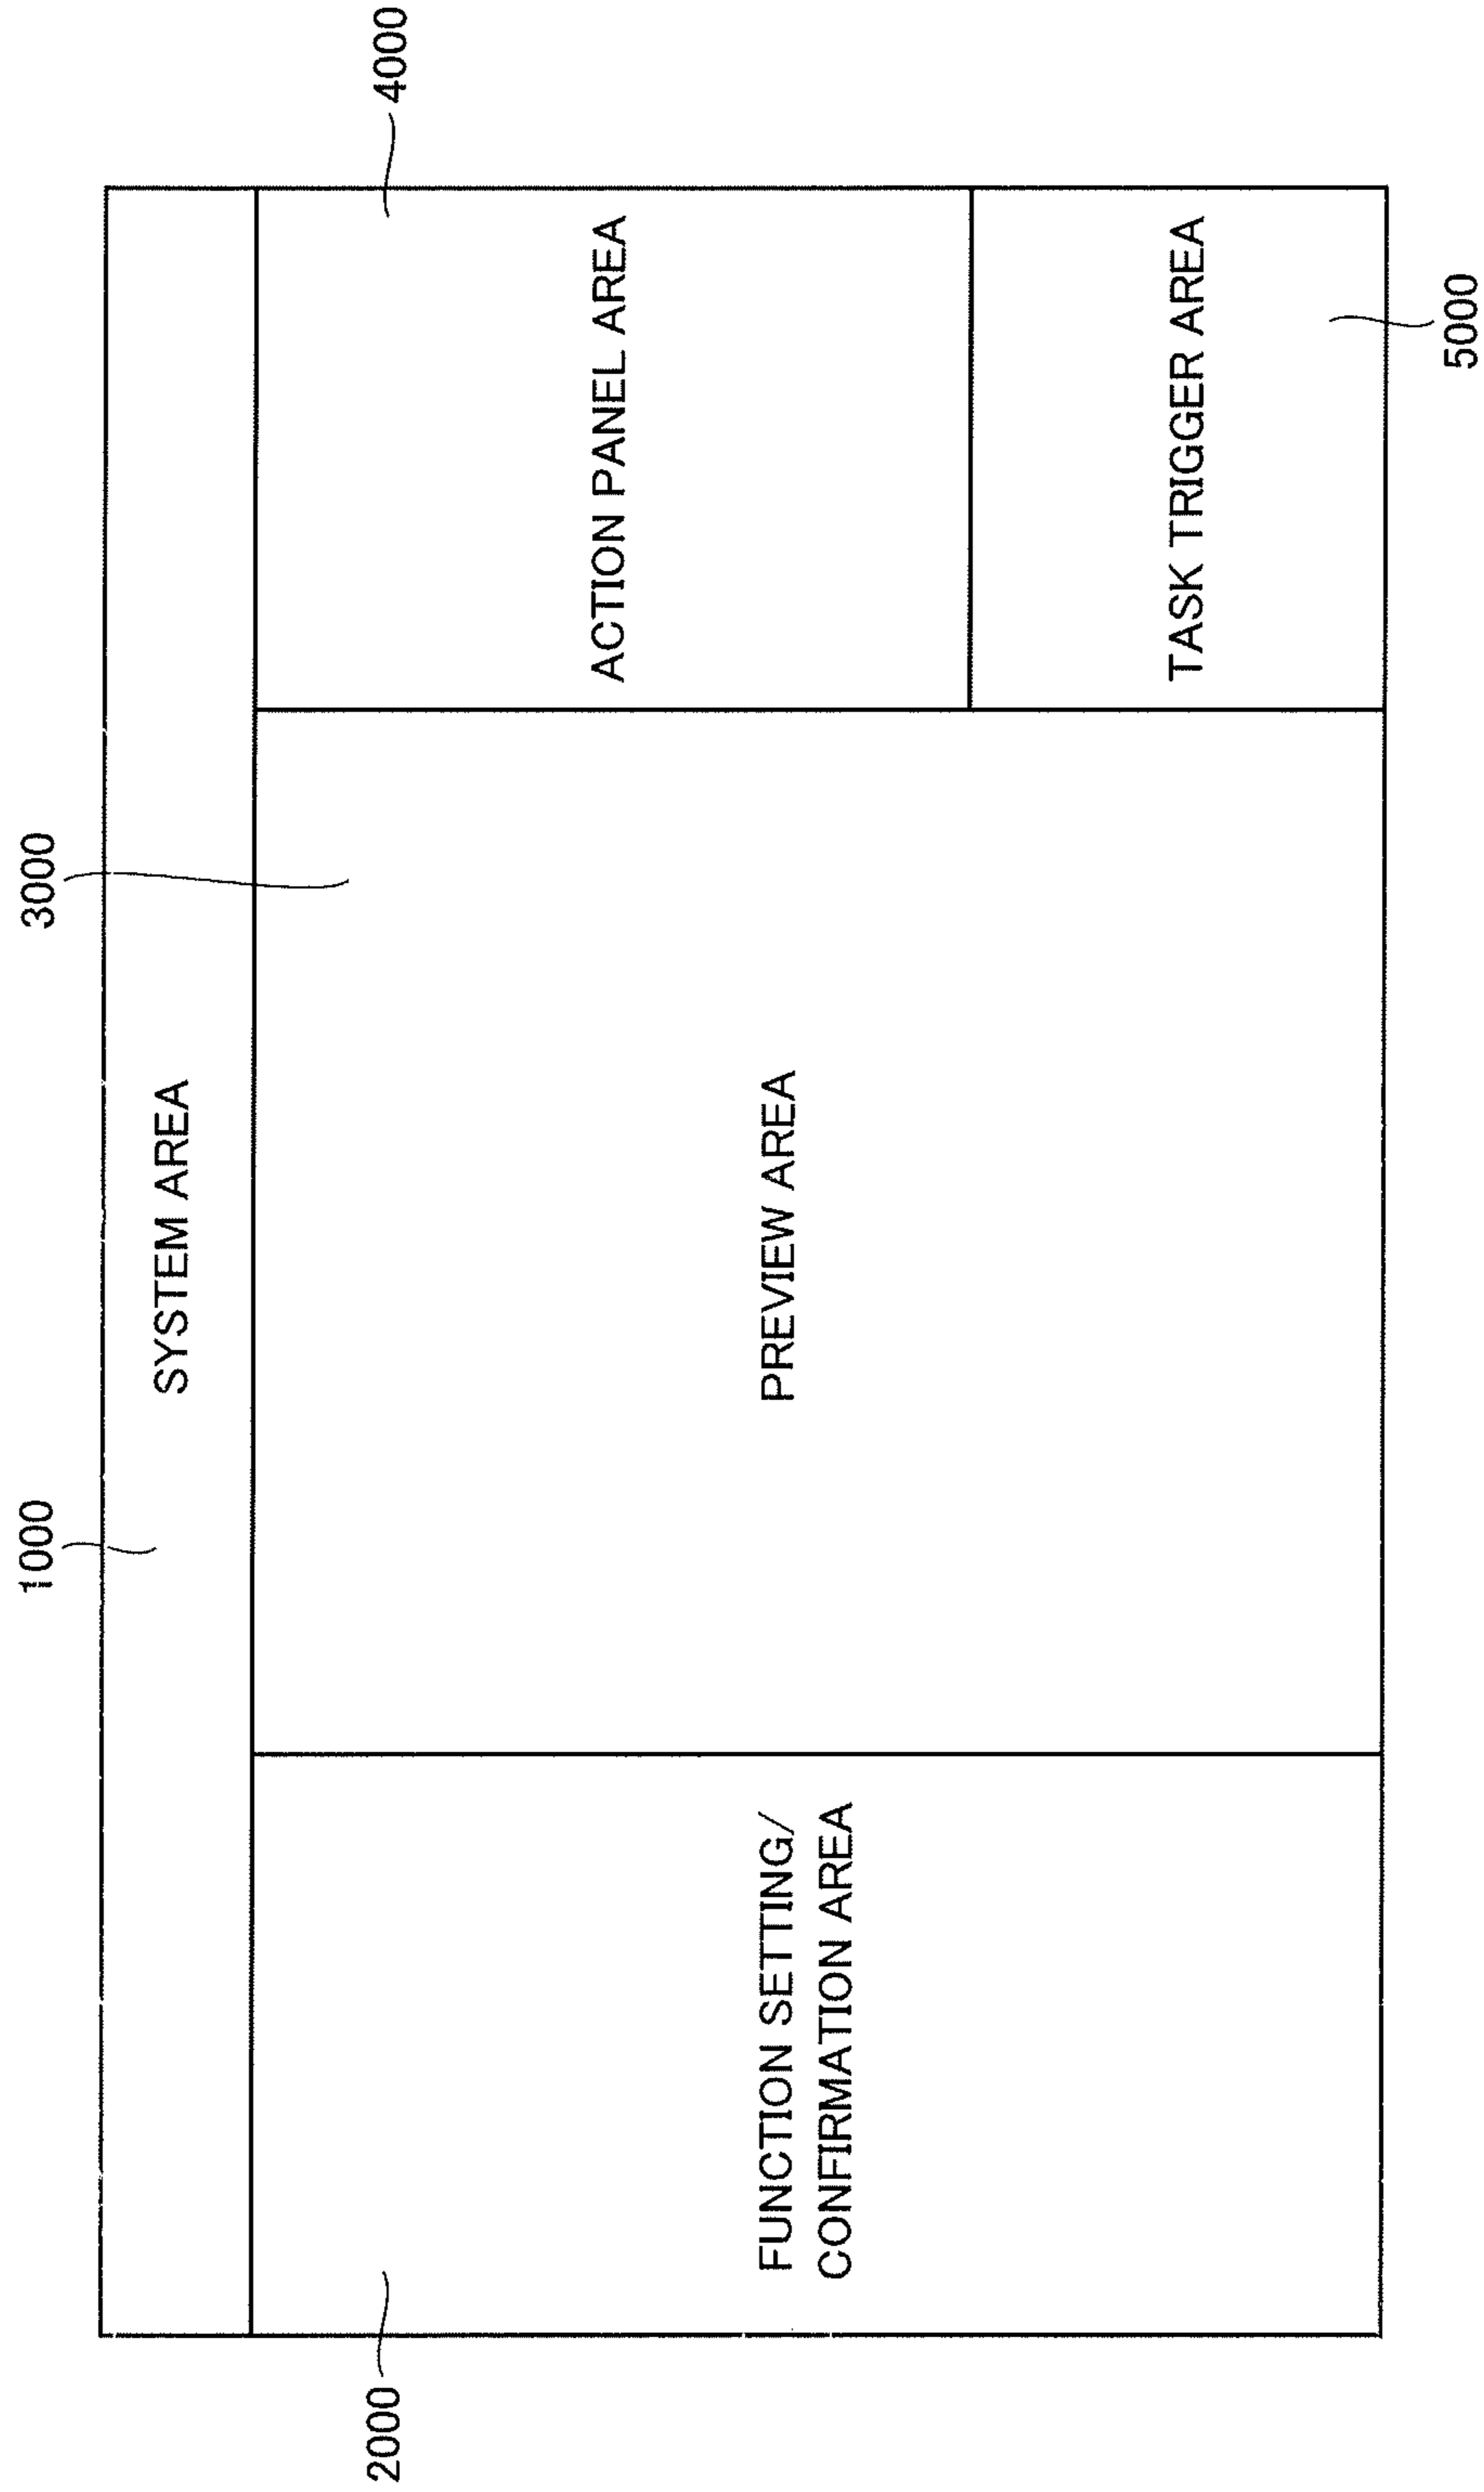 1000
3000
SYSTEM AREA
2000
FUNCTION SETTING/
CONFIRMATION AREA
PREVIEW AREA
4000
ACTION PANEL AREA
TASK TRIGGER AREA
5000